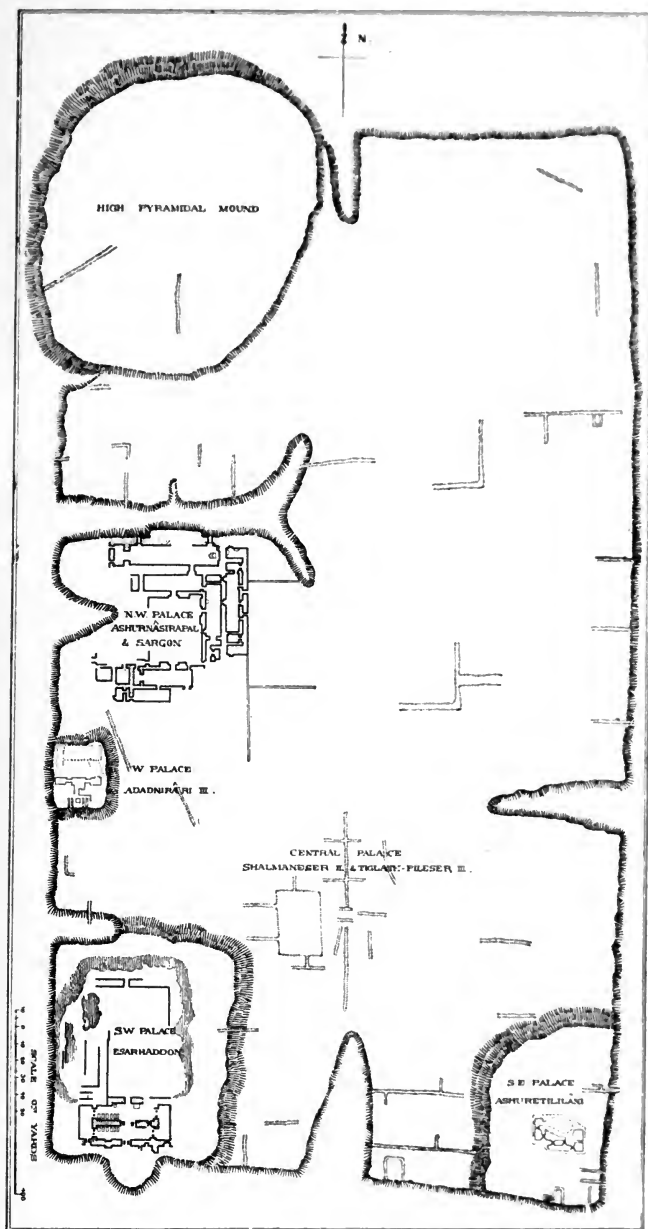 N.
HIGH PYRAMIDAL MOUND
N.W. PALACE
ASHURNÂSIRAPAL
& SARGON
W PALACE
ADADNIRARI III.
CENTRAL PALACE
SHALMANESER II. & TIGLATH-PILESER III.
S.W. PALACE
ESARHADDON
S E PALACE
ASHURETILILANI
SCALE OF YARDS